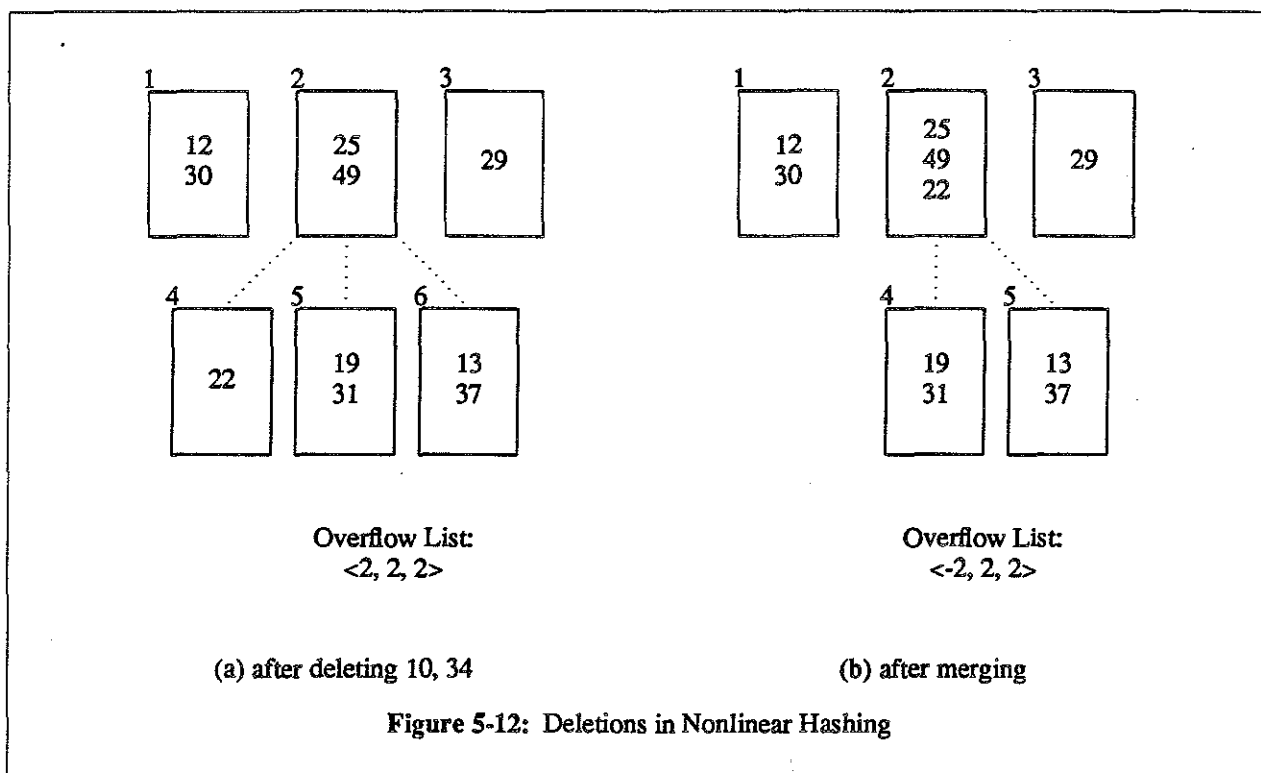 1 2 3
12 25 29
30 49
4 5 6
22 19 13
31 37
Overflow List:
<2, 2, 2>
(a) after deleting 10, 34
1 2 3
12 25 29
30 49
22
4 5
19 13
31 37
Overflow List:
<-2, 2, 2>
(b) after merging
Figure 5-12: Deletions in Nonlinear Hashing